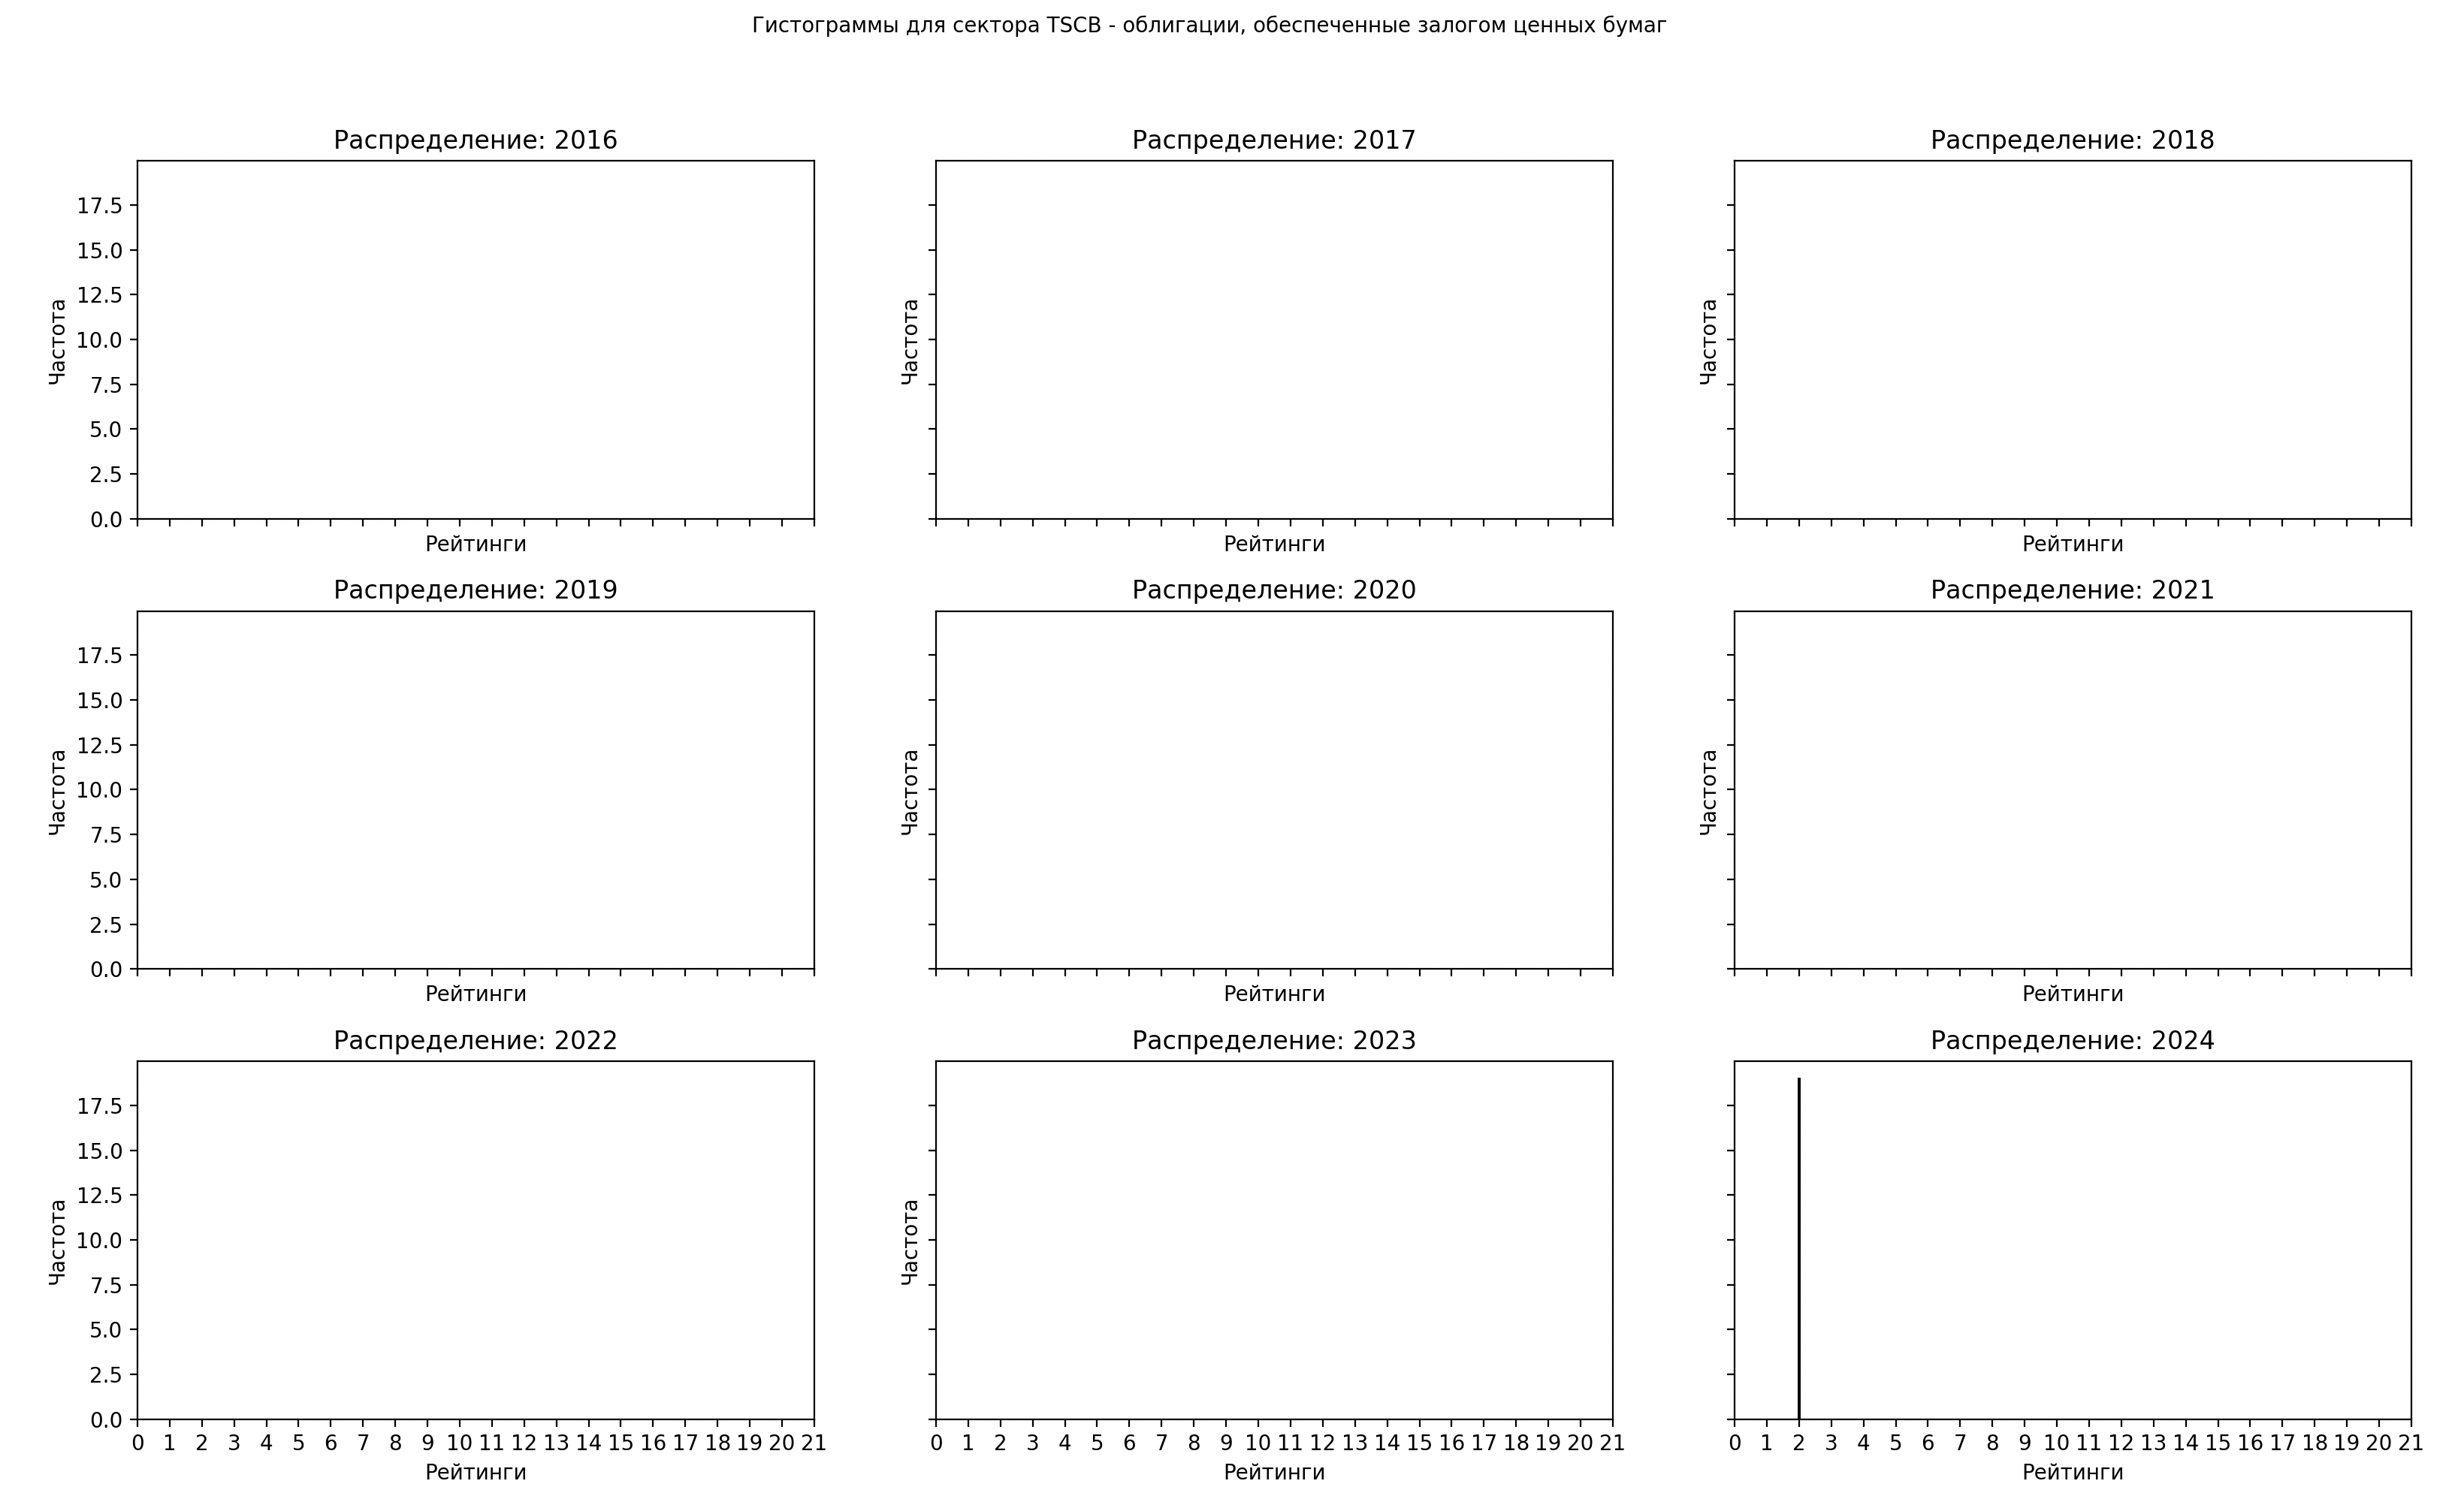 Гистограммы для сектора TSCB - облигации, обеспеченные залогом ценных бумаг
Распределение: 2016
Распределение: 2017
Распределение: 2018
17.5
15.0
12.5
10.0
7.5
5.0
2.5
0.0
Частота
Частота
Частота
Рейтинги
Рейтинги
Рейтинги
Распределение: 2019
Распределение: 2020
Распределение: 2021
17.5
15.0
12.5
10.0
7.5
5.0
2.5
0.0
Частота
Частота
Частота
Рейтинги
Рейтинги
Рейтинги
Распределение: 2022
Распределение: 2023
Распределение: 2024
17.5
15.0
12.5
10.0
7.5
5.0
2.5
0.0
Частота
Частота
0 1 2 3 4 5 6 7 8 9 10 11 12 13 14 15 16 17 18 19 20 21
0 1 2 3 4 5 6 7 8 9 10 11 12 13 14 15 16 17 18 19 20 21
0 1 2 3 4 5 6 7 8 9 10 11 12 13 14 15 16 17 18 19 20 21
Рейтинги
Рейтинги
Рейтинги